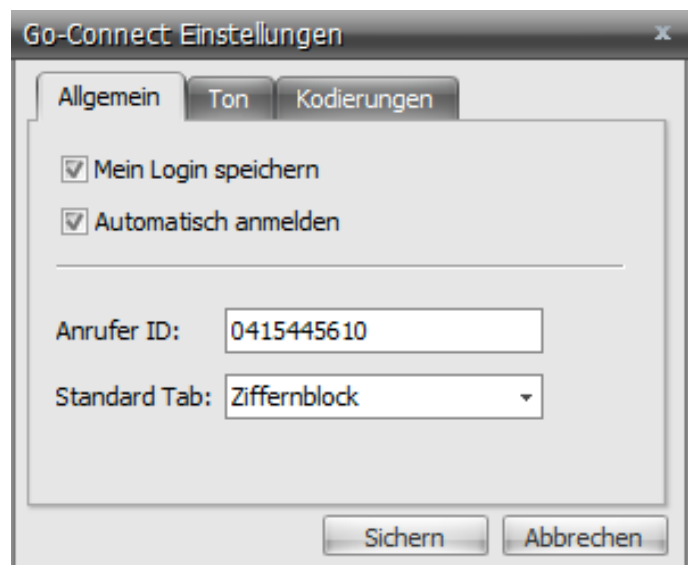 Go-Connect Einstellungen x
Allgemein Ton Kodierungen
Mein Login speichern
Automatisch anmelden
Anrufer ID: 0415445610
Standard Tab: Ziffernblock
Sichern Abbrechen